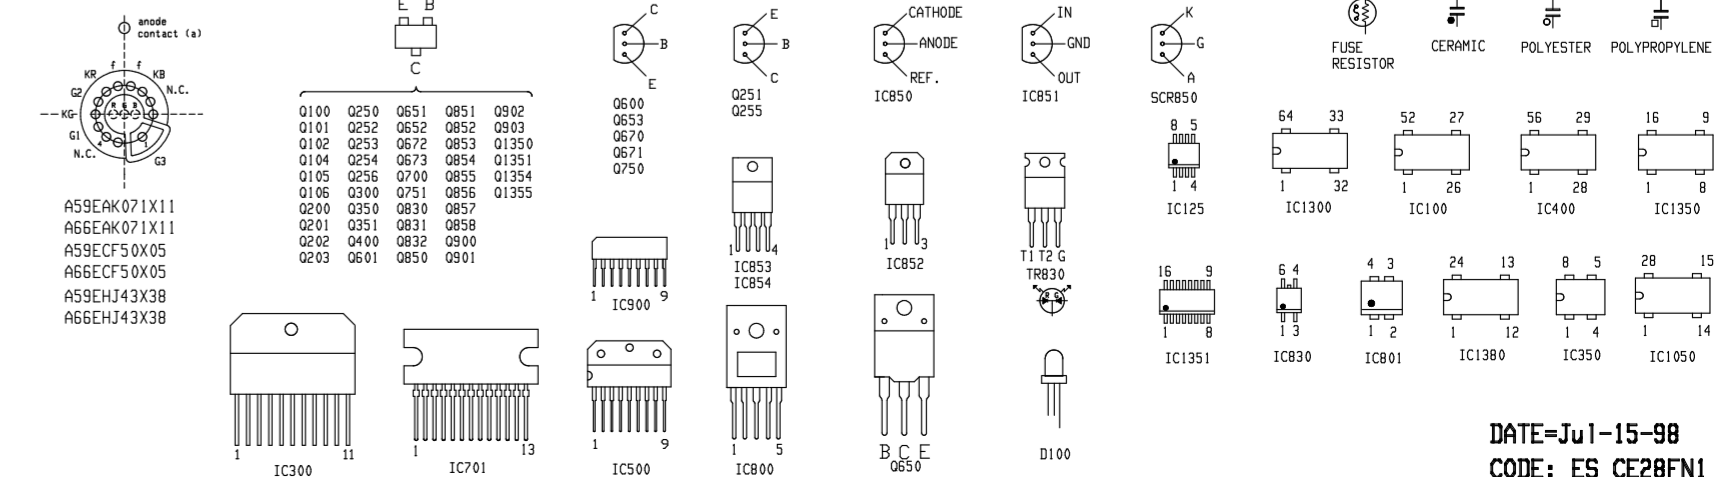 anode
contact (a)
f f
KR KB
G2 N.C.
R G B
KG
G1
4 1
N.C. G3
A59EAK071X11
A66EAK071X11
A59ECF50X05
A66ECF50X05
A59EHJ43X38
A66EHJ43X38
E B
C
Q100 Q250 Q651 Q851 Q902
Q101 Q252 Q652 Q852 Q903
Q102 Q253 Q672 Q853 Q1350
Q104 Q254 Q673 Q854 Q1351
Q105 Q256 Q700 Q855 Q1354
Q106 Q300 Q751 Q856 Q1355
Q200 Q350 Q830 Q857
Q201 Q351 Q831 Q858
Q202 Q400 Q832 Q900
Q203 Q601 Q850 Q901
C
B
E
Q600
Q653
Q670
Q671
Q750
E
B
C
Q251
Q255
CATHODE
ANODE
REF.
IC850
IN
GND
OUT
IC851
K
G
A
SCR850
FUSE
RESISTOR
CERAMIC
POLYESTER
POLYPROPYLENE
8 5
1 4
IC125
64 33
1 32
IC1300
52 27
1 26
IC100
56 29
1 28
IC400
16 9
1 8
IC1350
1 9
IC900
1 4
IC853
IC854
1 3
IC852
T1 T2 G
TR830
R G
16 9
1 8
IC1351
6 4
1 3
IC830
4 3
1 2
IC801
24 13
1 12
IC1380
8 5
1 4
IC350
28 15
1 14
IC1050
1 11
IC300
1 13
IC701
1 9
IC500
1 5
IC800
B C E
Q650
D100
DATE=Jul-15-98
CODE: ES CE28FN1